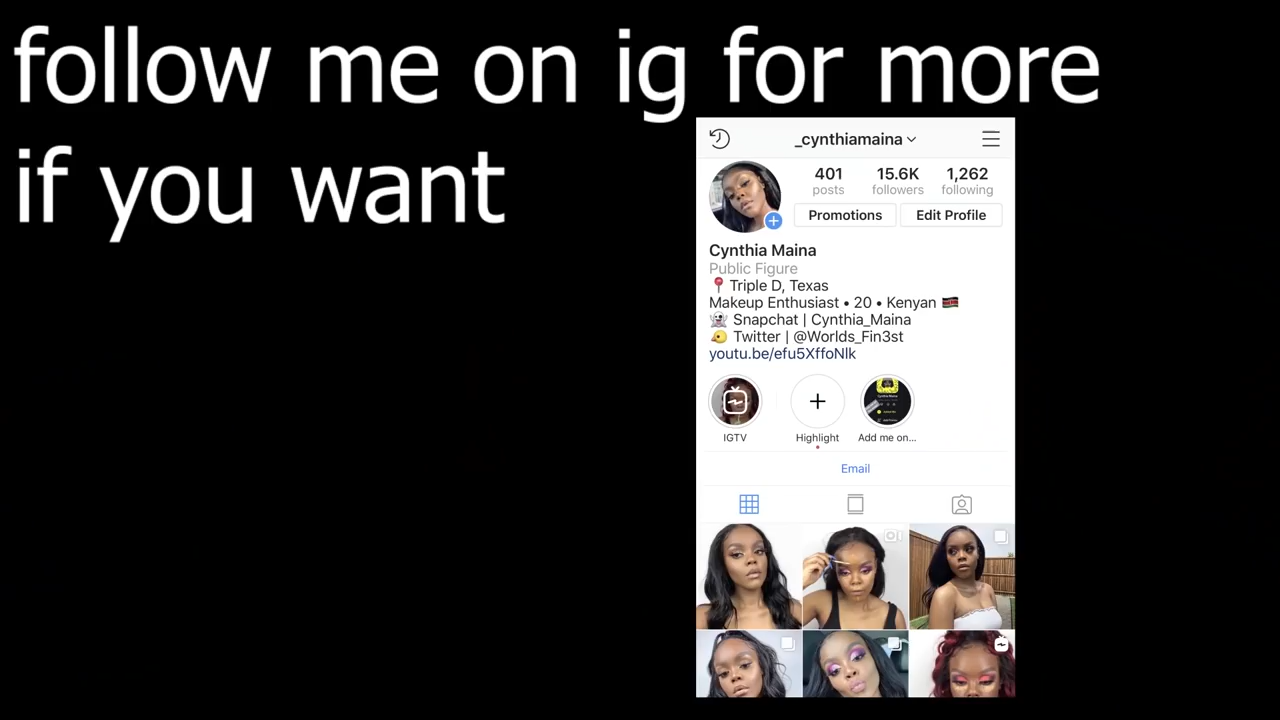 follow me on ig for more
if you want
_cynthiamaina
401 15.6K 1,262
posts followers following
Promotions Edit Profile
Cynthia Maina
Public Figure
📍 Triple D, Texas
Makeup Enthusiast • 20 • Kenyan 🇰🇪
👻 Snapchat | Cynthia_Maina
🐤 Twitter | @Worlds_Fin3st
youtu.be/efu5XffoNlk
IGTV Highlight Add me on...
Email